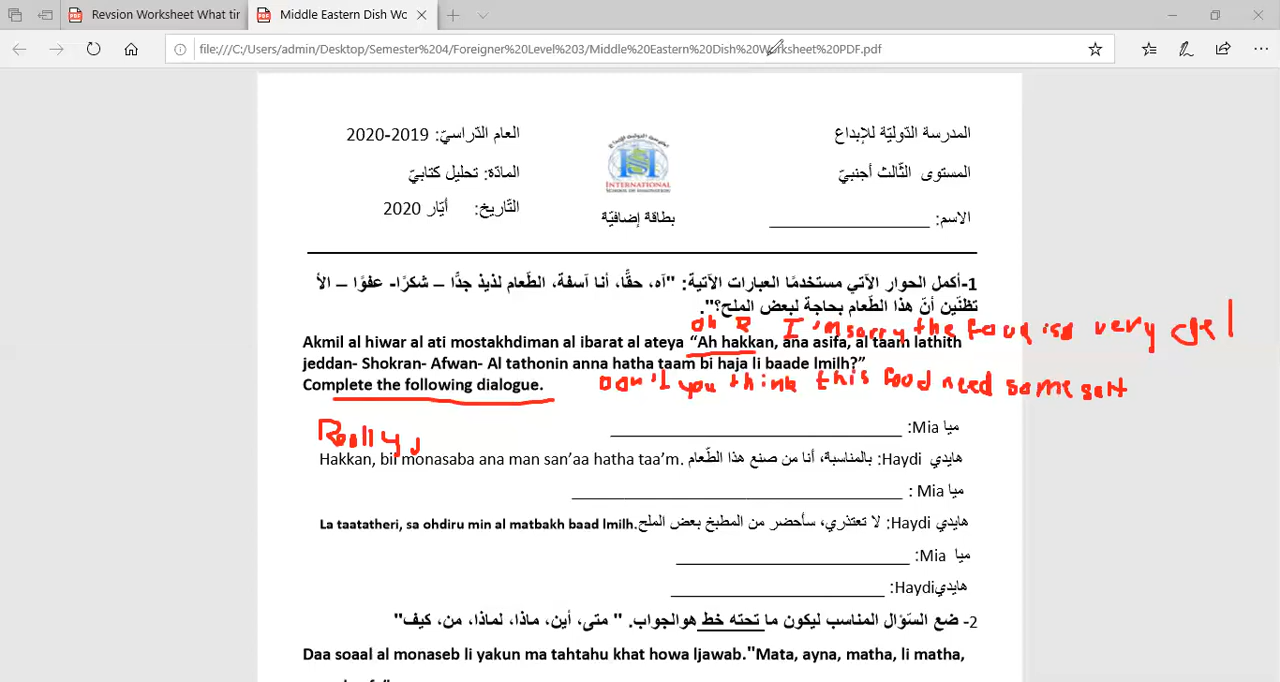 Revsion Worksheet What tir
Middle Eastern Dish Wo
file:///C:/Users/admin/Desktop/Semester%204/Foreigner%20Level%203/Middle%20Eastern%20Dish%20Worksheet%20PDF.pdf
المدرسة الدّوليّة للإبداع
العام الدّراسيّ: 2019-2020
المستوى الثّالث أجنبيّ
المادّة: تحليل كتابيّ
INTERNATIONAL
الاسم: ____________________
بطاقة إضافيّة
التّاريخ: أيّار 2020
1-أكمل الحوار الآتي مستخدمًا العبارات الآتية: "آه، حقًّا، أنا آسفة، الطّعام لذيذ جدًّا – شكرًا- عفوًا – الأ
تظنّين أنّ هذا الطّعام بحاجة لبعض الملح؟".
I'm sorry the is very
Akmil al hiwar al ati mostakhdiman al ibarat al ateya “Ah hakkan, ana asifa, al taam lathith
jeddan- Shokran- Afwan- Al tathonin anna hatha taam bi haja li baade lmilh?”
Complete the following dialogue.
Don't you think this food need some salt
ميا Mia: ____________________
Really,
هايدي Haydi: بالمناسبة، أنا من صنع هذا الطّعام Hakkan, bil monasaba ana man san’aa hatha taa’m.
ميا Mia : ____________________
هايدي Haydi: لا تعتذري، سأحضر من المطبخ بعض الملح.La taatatheri, sa ohdiru min al matbakh baad lmilh
ميا Mia: ____________________
هايديHaydi: ____________________
2- ضع السّؤال المناسب ليكون ما تحته خط هوالجواب. " متى، أين، ماذا، لماذا، من، كيف"
Daa soaal al monaseb li yakun ma tahtahu khat howa ljawab."Mata, ayna, matha, li matha,